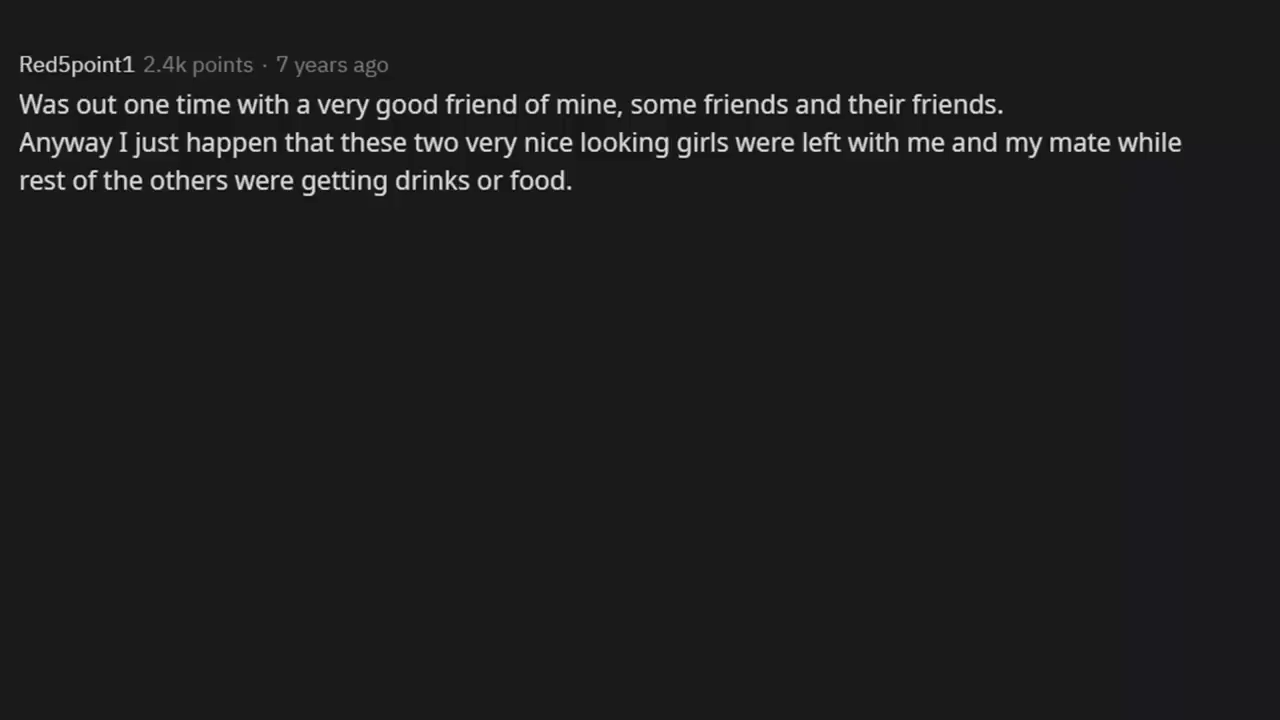 Red5point1 2.4k points · 7 years ago
Was out one time with a very good friend of mine, some friends and their friends.
Anyway I just happen that these two very nice looking girls were left with me and my mate while
rest of the others were getting drinks or food.